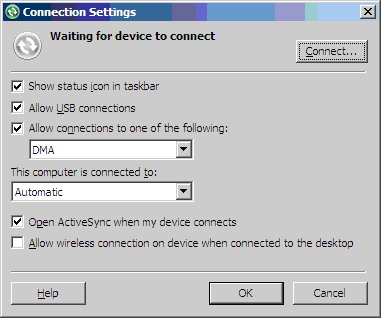 Connection Settings
Waiting for device to connect
Connect...
Show status icon in taskbar
Allow USB connections
Allow connections to one of the following:
DMA
This computer is connected to:
Automatic
Open ActiveSync when my device connects
Allow wireless connection on device when connected to the desktop
Help
OK
Cancel